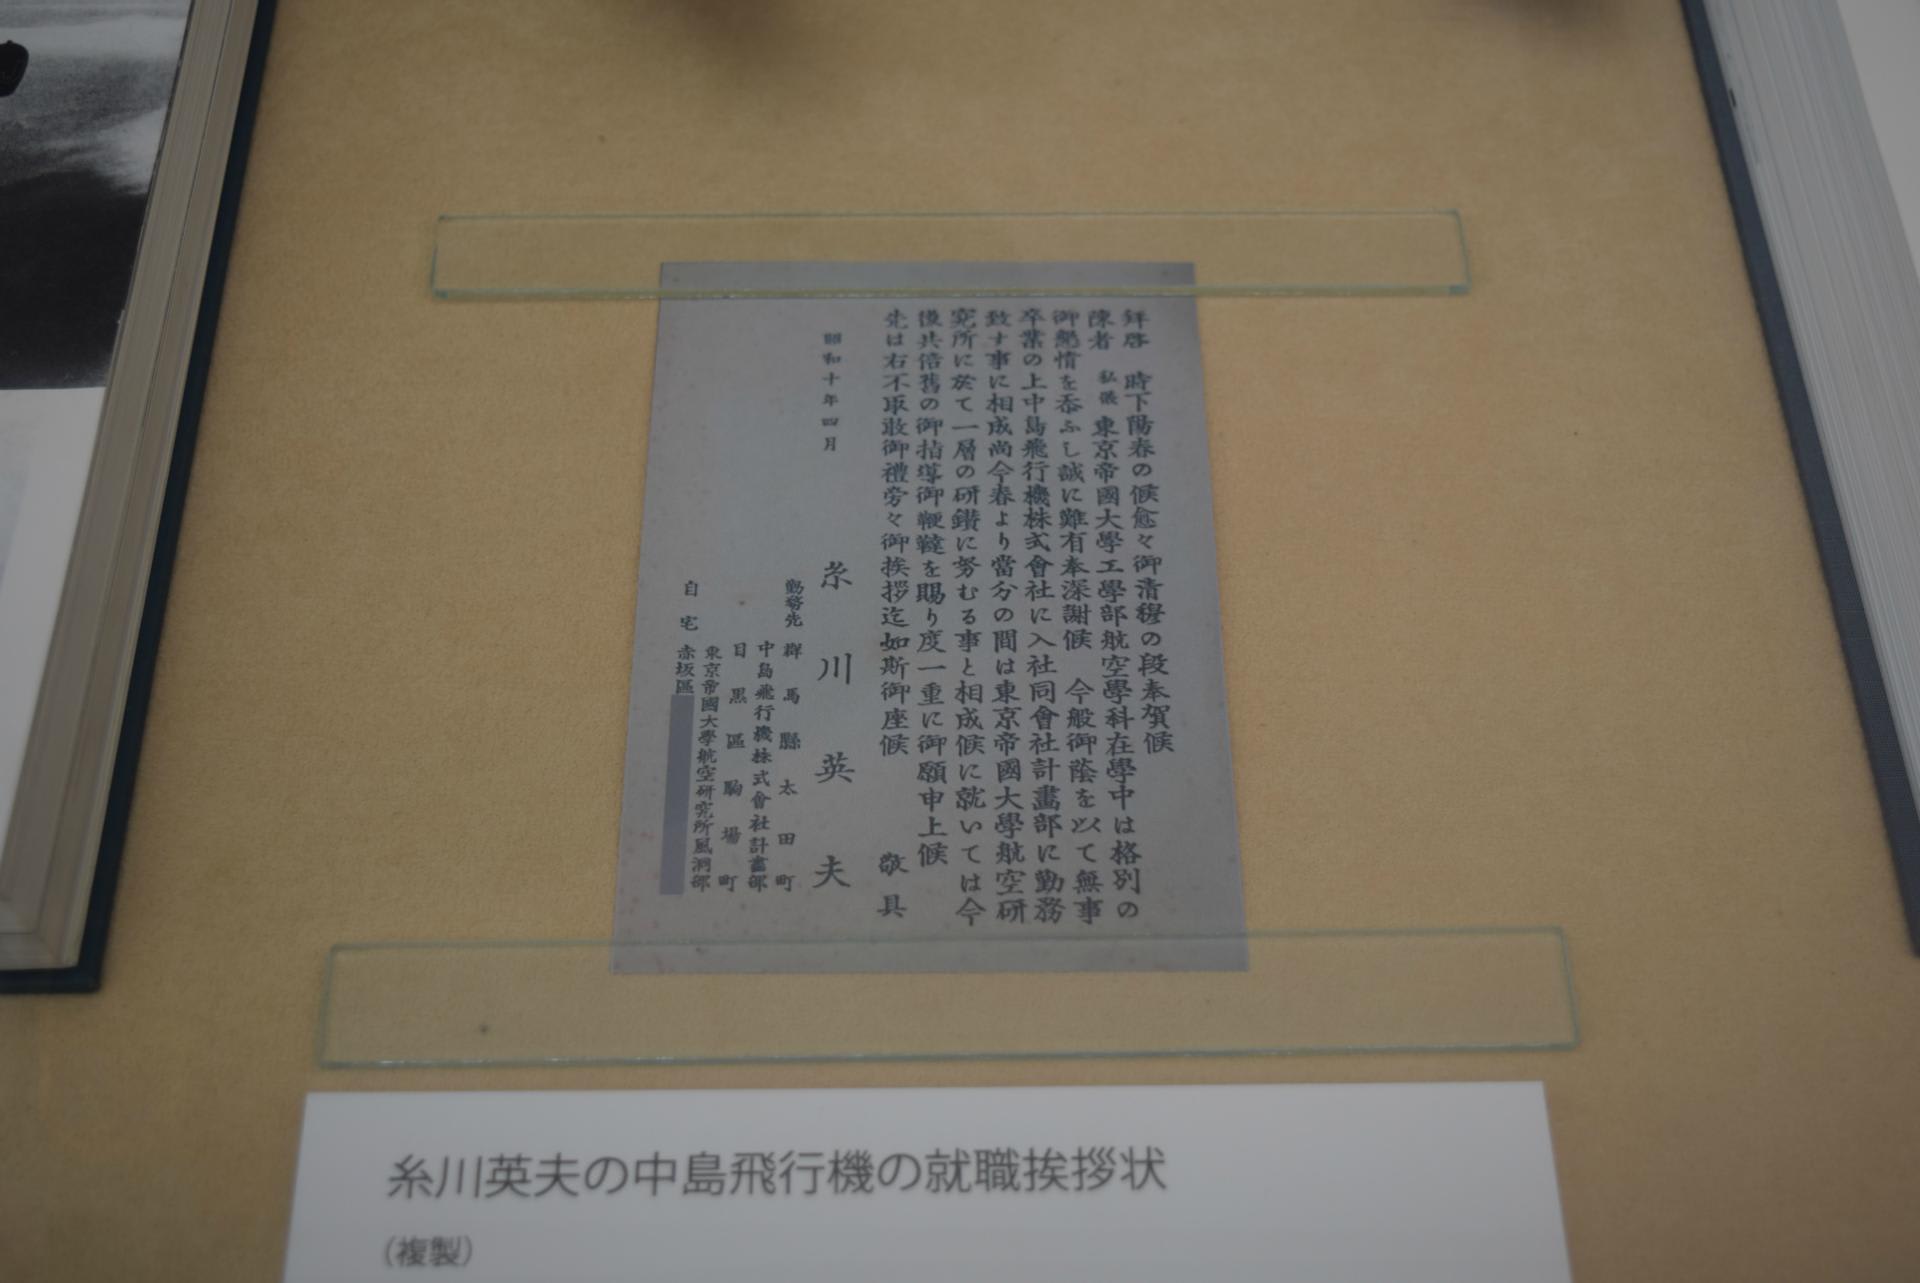 拜啓　時下陽春の候愈々御清穆の段奉賀候
陳者　私儀　東京帝國大學工學部航空學科在學中は格別の
御懇情を忝ふし誠に難有奉深謝候　今般御蔭を以て無事
卒業の上中島飛行機株式會社に入社同會社計畫部に勤務
致す事に相成尚今春より當分の間は東京帝國大學航空研
究所に於て一層の研鑽に努むる事と相成候に就いては今
後共倍舊の御指導御鞭韃を賜り度一重に御願申上候
先は右不取敢御禮旁々御挨拶迄如斯御座候　敬具
昭和十年四月
糸川英夫
勤務先　群馬縣太田町
中島飛行機株式會社計畫部
目黒區駒場町
東京帝國大學航空研究所風洞部
自宅　赤坂區
糸川英夫の中島飛行機の就職挨拶状
（複製）